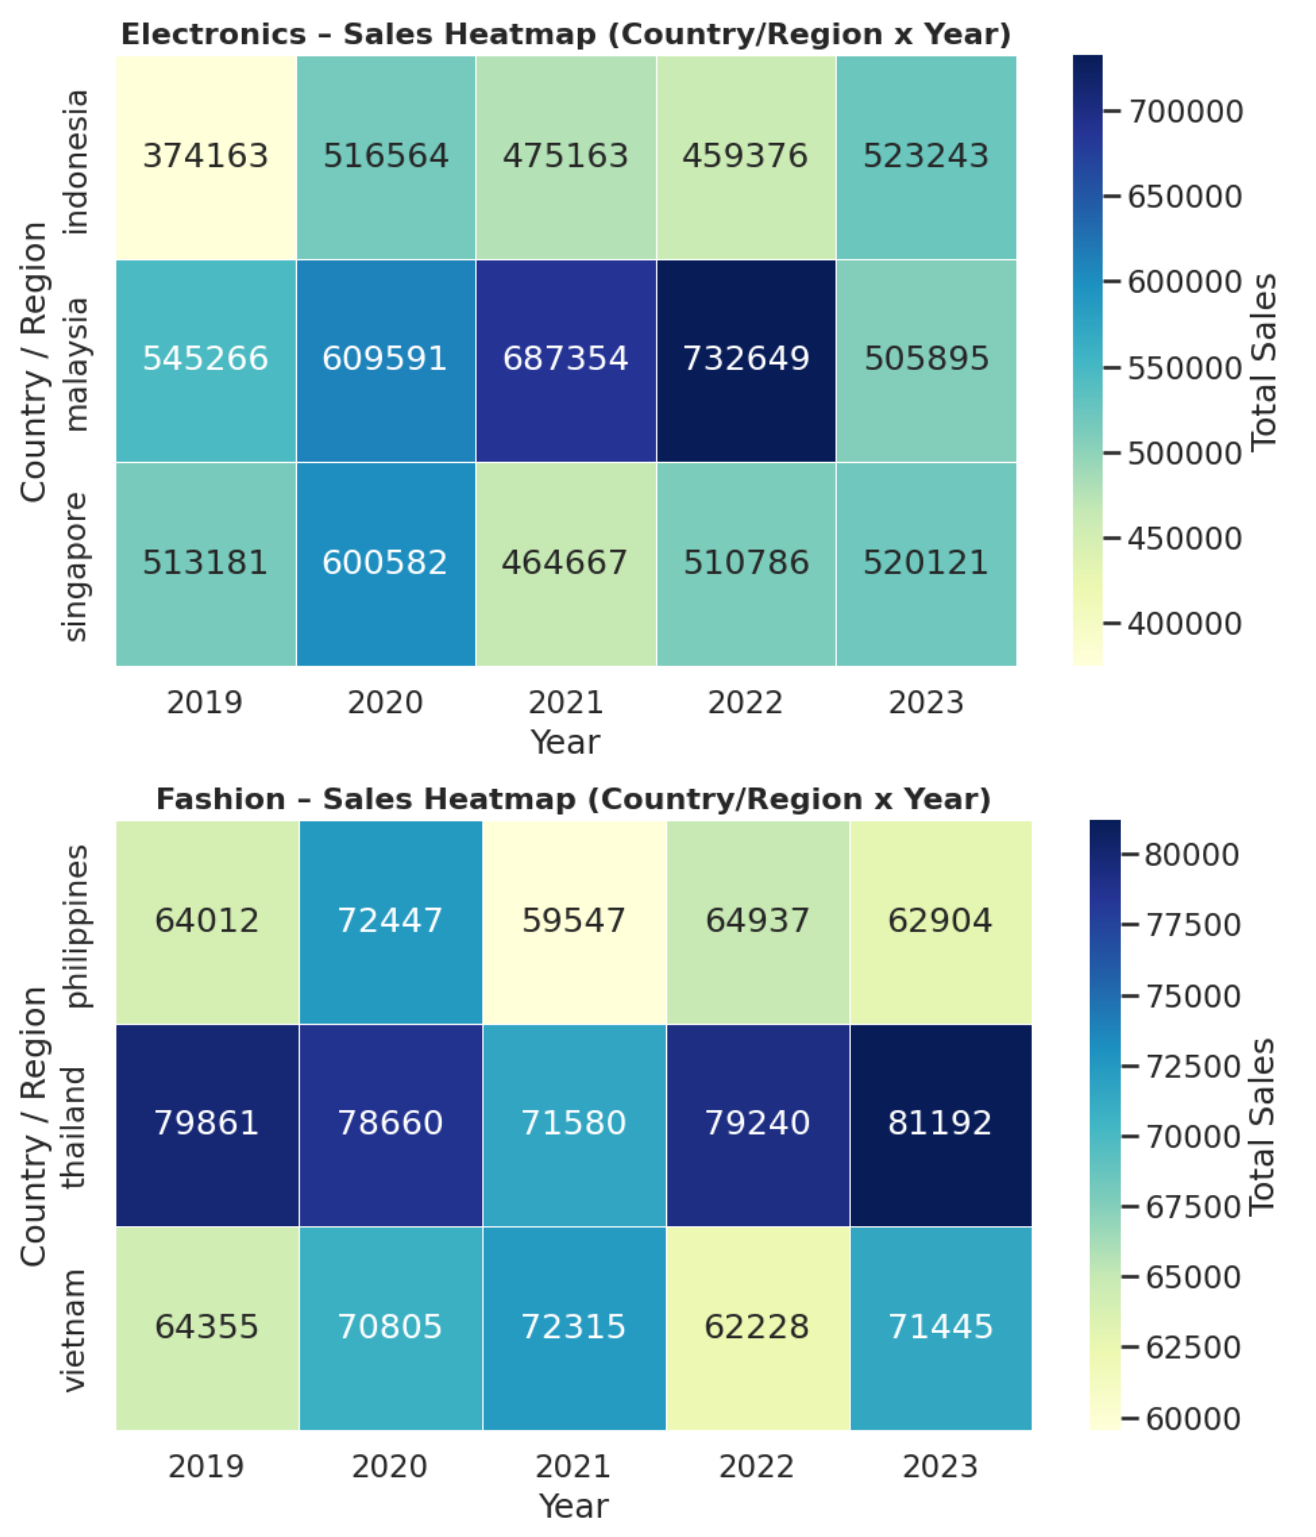 Electronics – Sales Heatmap (Country/Region x Year)
Country / Region
indonesia
374163 516564 475163 459376 523243
malaysia
545266 609591 687354 732649 505895
singapore
513181 600582 464667 510786 520121
2019 2020 2021 2022 2023
Year
700000
650000
600000
550000
500000
450000
400000
Total Sales
Fashion – Sales Heatmap (Country/Region x Year)
Country / Region
philippines
64012 72447 59547 64937 62904
thailand
79861 78660 71580 79240 81192
vietnam
64355 70805 72315 62228 71445
2019 2020 2021 2022 2023
Year
80000
77500
75000
72500
70000
67500
65000
62500
60000
Total Sales